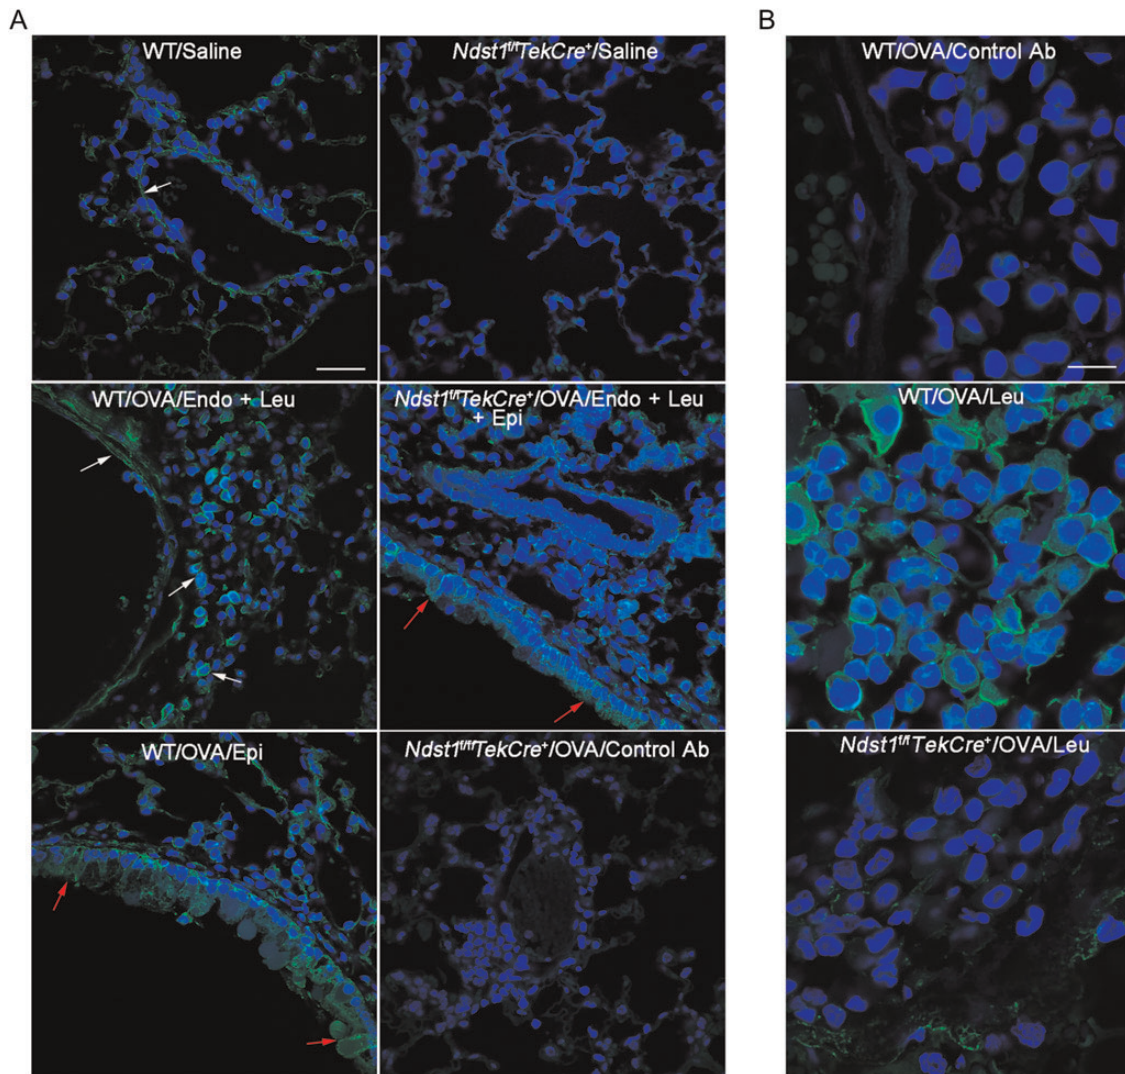 A
B
WT/Saline
Ndst1f/fTekCre+/Saline
WT/OVA/Control Ab
WT/OVA/Endo + Leu
Ndst1f/fTekCre+/OVA/Endo + Leu
+ Epi
WT/OVA/Leu
WT/OVA/Epi
Ndst1f/fTekCre+/OVA/Control Ab
Ndst1f/fTekCre+/OVA/Leu